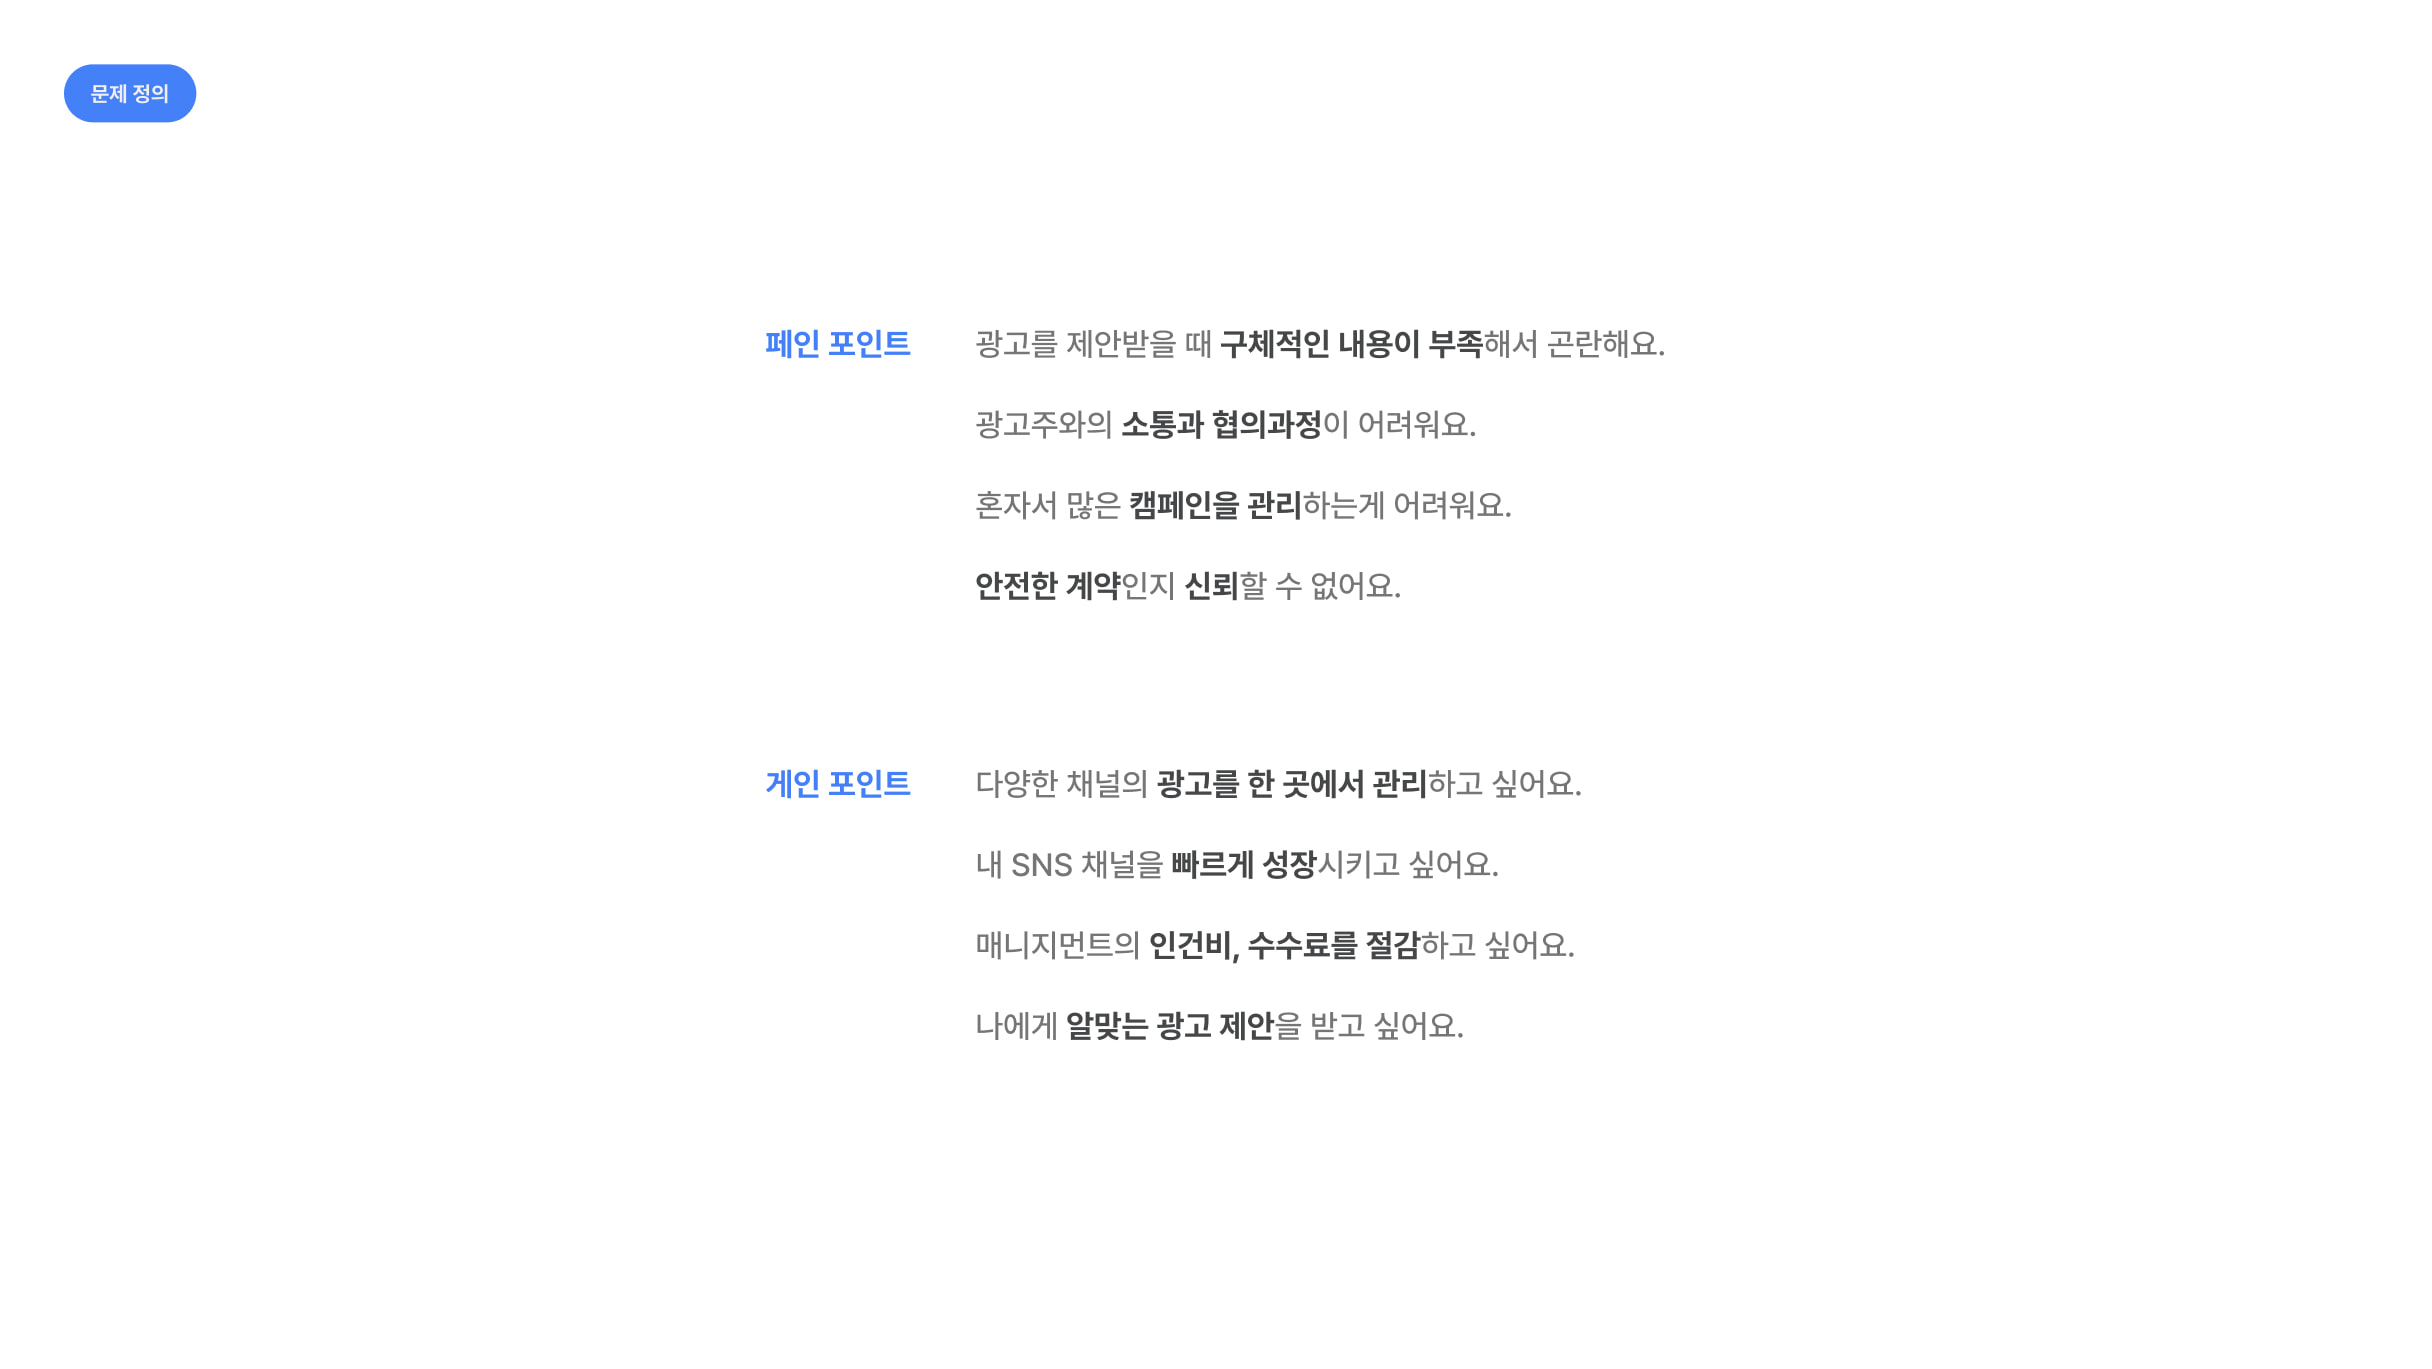 문제 정의
페인 포인트
광고를 제안받을 때 구체적인 내용이 부족해서 곤란해요.
광고주와의 소통과 협의과정이 어려워요.
혼자서 많은 캠페인을 관리하는게 어려워요.
안전한 계약인지 신뢰할 수 없어요.
게인 포인트
다양한 채널의 광고를 한 곳에서 관리하고 싶어요.
내 SNS 채널을 빠르게 성장시키고 싶어요.
매니지먼트의 인건비, 수수료를 절감하고 싶어요.
나에게 알맞는 광고 제안을 받고 싶어요.